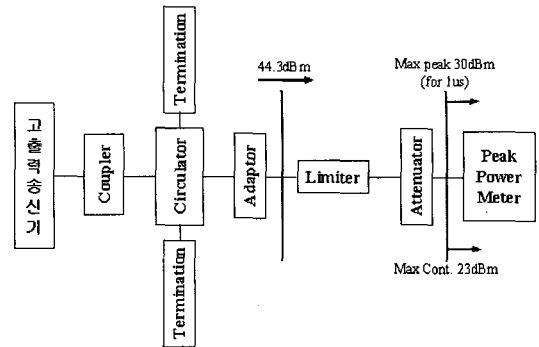 고출력송신기
Coupler
Termination
Circulator
Termination
Adaptor
44.3dBm
Limiter
Attenuator
Max peak 30dBm
(for 1us)
Peak
Power
Meter
Max Cont. 23dBm